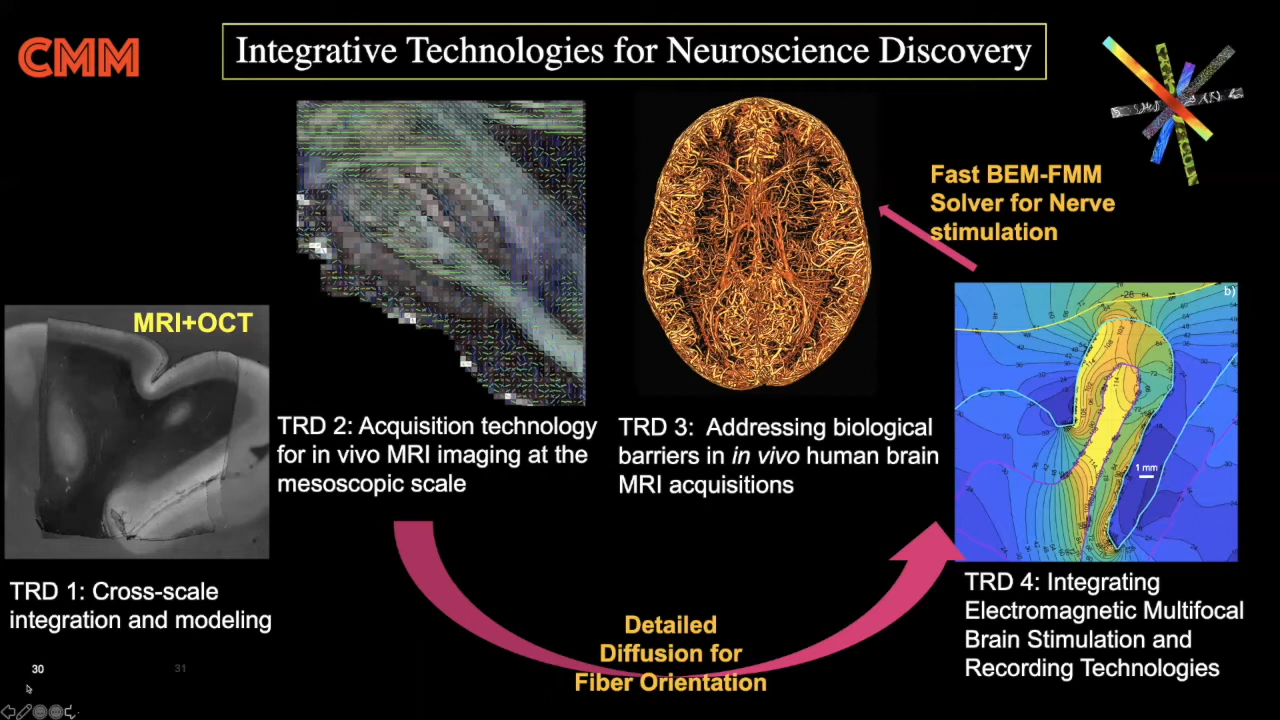 CMM
Integrative Technologies for Neuroscience Discovery
Fast BEM-FMM
Solver for Nerve
stimulation
b)
-28
MRI+OCT
1 mm
TRD 2: Acquisition technology
for in vivo MRI imaging at the
mesoscopic scale
TRD 3: Addressing biological
barriers in in vivo human brain
MRI acquisitions
TRD 1: Cross-scale
integration and modeling
TRD 4: Integrating
Electromagnetic Multifocal
Brain Stimulation and
Recording Technologies
Detailed
Diffusion for
Fiber Orientation
30
31